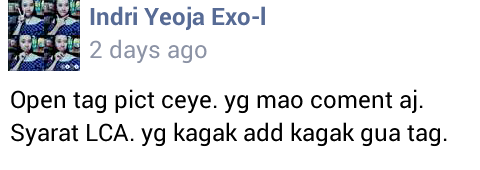 Indri Yeoja Exo-l
2 days ago
Open tag pict ceye. yg mao coment aj.
Syarat LCA. yg kagak add kagak gua tag.